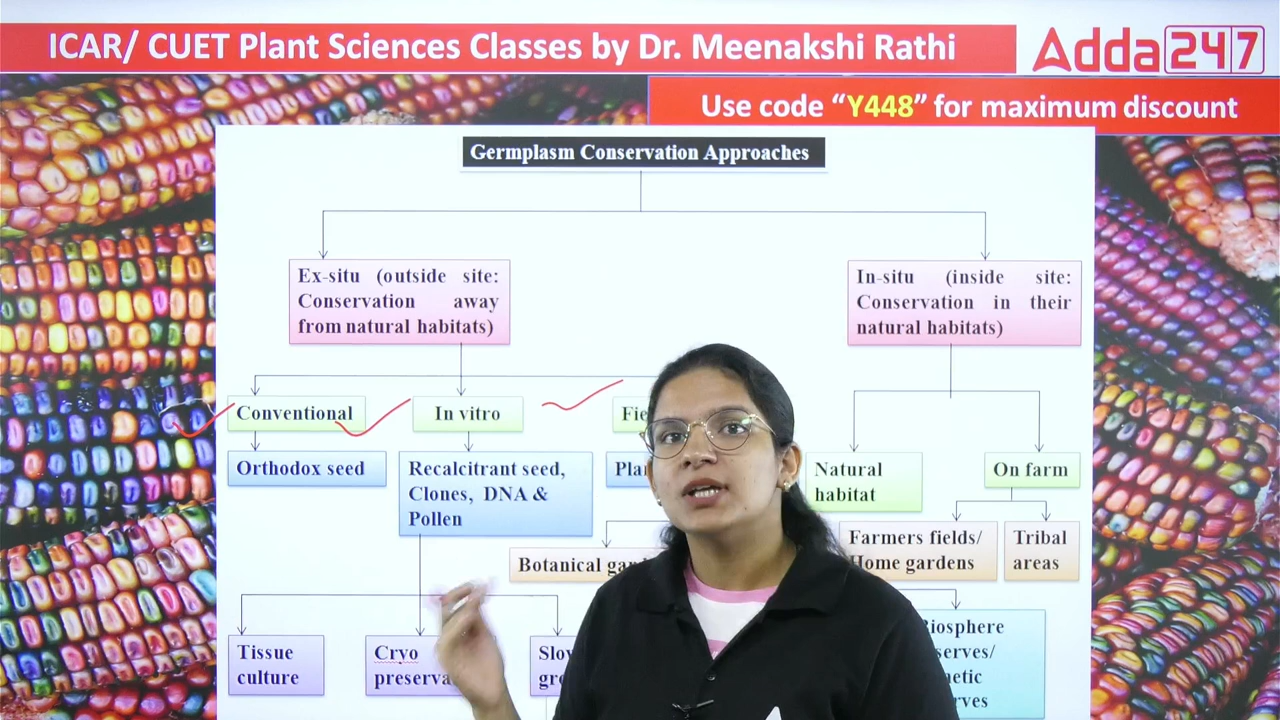 ICAR/ CUET Plant Sciences Classes by Dr. Meenakshi Rathi
Adda247
Use code “Y448” for maximum discount
Germplasm Conservation Approaches
Ex-situ (outside site:
Conservation away
from natural habitats)
In-situ (inside site:
Conservation in their
natural habitats)
Conventional
In vitro
Orthodox seed
Recalcitrant seed,
Clones, DNA &
Pollen
Natural
habitat
On farm
Botanical
Farmers fields/
Home gardens
Tribal
areas
Tissue
culture
Cryo
Biosphere